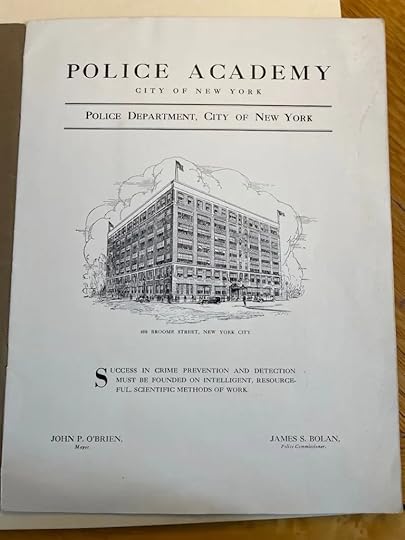 POLICE ACADEMY
CITY OF NEW YORK
POLICE DEPARTMENT, CITY OF NEW YORK
BROOME STREET, NEW YORK CITY
SUCCESS IN CRIME PREVENTION AND DETECTION
MUST BE FOUNDED ON INTELLIGENT, RESOURCE-
FUL, SCIENTIFIC METHODS OF WORK
JOHN P. O'BRIEN,
Mayor
JAMES S. BOLAN,
Police Commissioner.